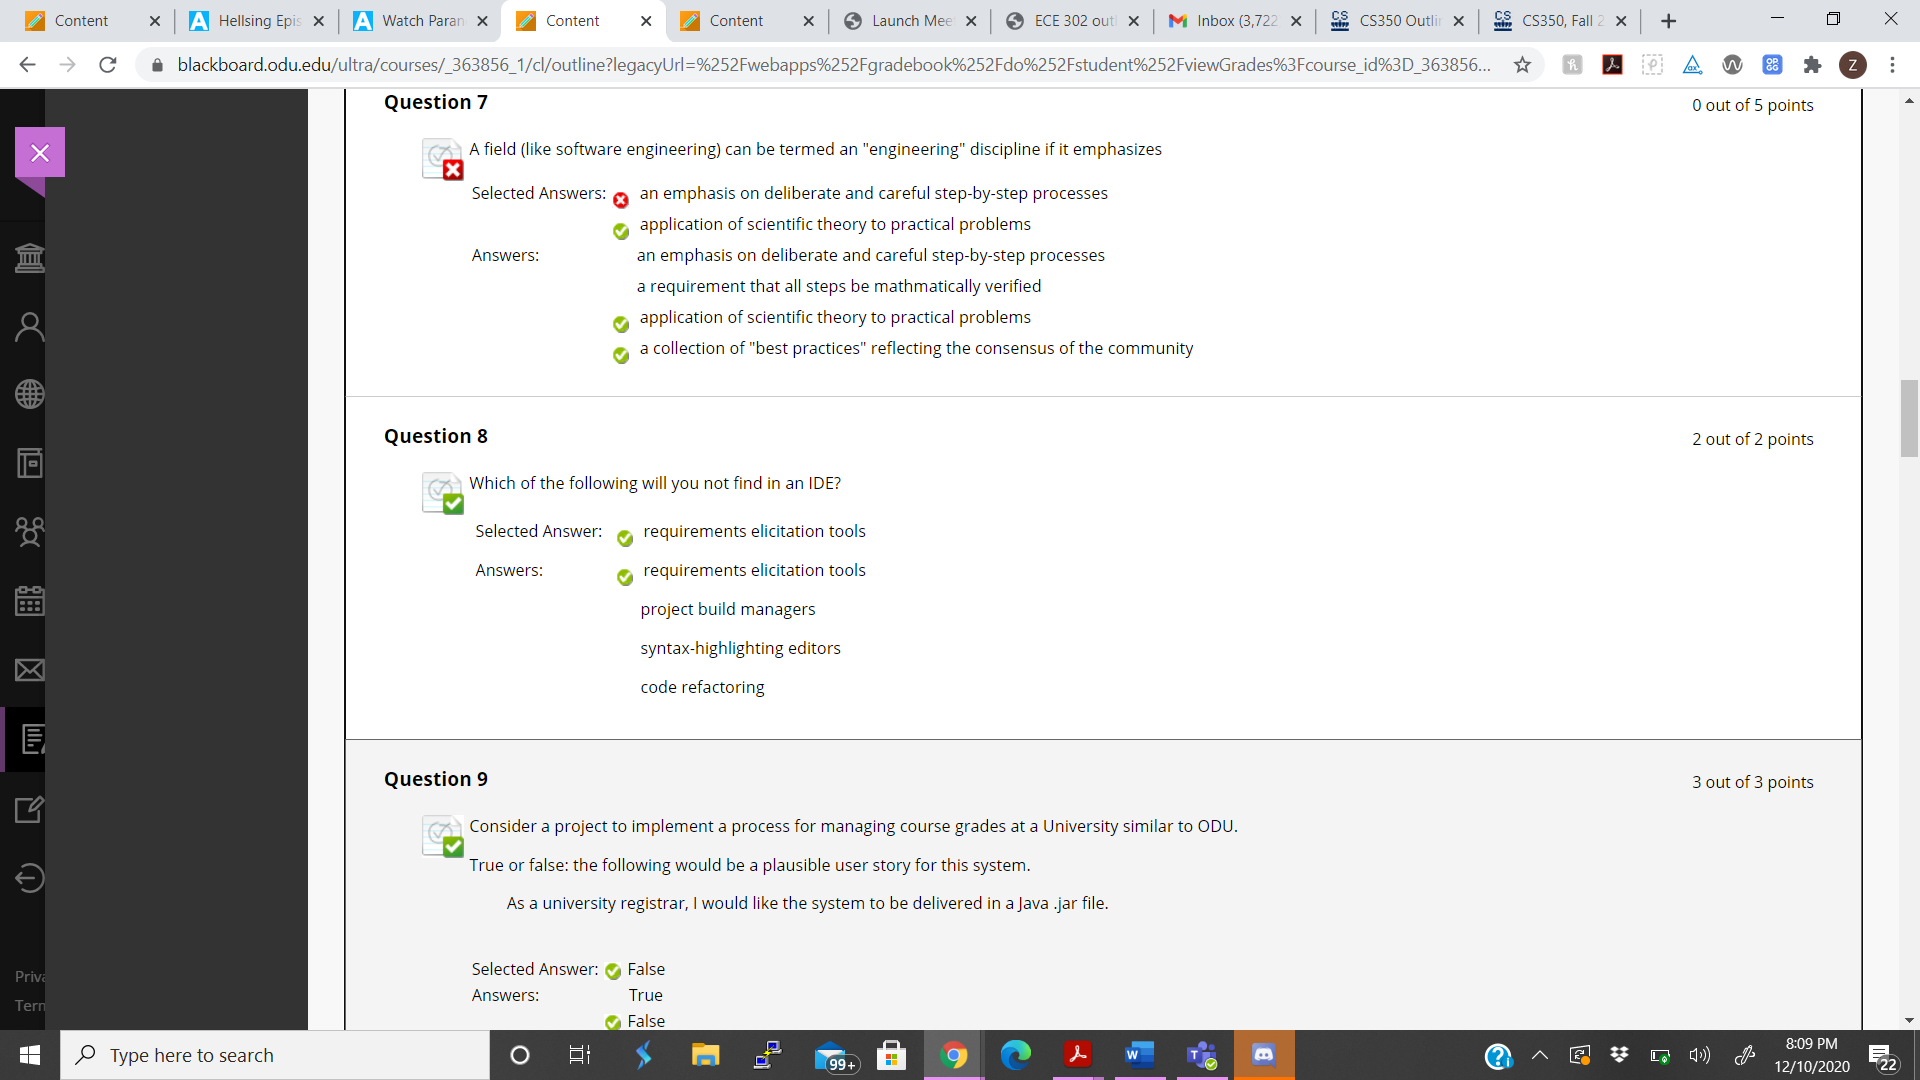 Content
Hellsing Epis
Watch Paran
Content
Content
Launch Mee
ECE 302 outl
Inbox (3,722
CS350 Outlin
CS350, Fall 2
blackboard.odu.edu/ultra/courses/_363856_1/cl/outline?legacyUrl=%252Fwebapps%252Fgradebook%252Fdo%252Fstudent%252FviewGrades%3Fcourse_id%3D_363856...
Z
Question 7
0 out of 5 points
A field (like software engineering) can be termed an "engineering" discipline if it emphasizes
Selected Answers: an emphasis on deliberate and careful step-by-step processes
application of scientific theory to practical problems
Answers: an emphasis on deliberate and careful step-by-step processes
a requirement that all steps be mathmatically verified
application of scientific theory to practical problems
a collection of "best practices" reflecting the consensus of the community
Question 8
2 out of 2 points
Which of the following will you not find in an IDE?
Selected Answer: requirements elicitation tools
Answers: requirements elicitation tools
project build managers
syntax-highlighting editors
code refactoring
Question 9
3 out of 3 points
Consider a project to implement a process for managing course grades at a University similar to ODU.
True or false: the following would be a plausible user story for this system.
As a university registrar, I would like the system to be delivered in a Java .jar file.
Selected Answer: False
Answers: True
False
Priva
Term
Type here to search
99+
8:09 PM
12/10/2020
22